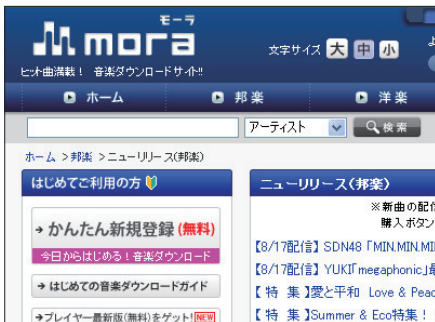 モーラ
mora
文字サイズ 大 中 小
ヒット曲満載! 音楽ダウンロードサイト!!
ホーム 邦楽 洋楽
アーティスト 検索
ホーム >邦楽 >ニューリリース(邦楽)
はじめてご利用の方
かんたん新規登録(無料)
今日からはじめる!音楽ダウンロード
はじめての音楽ダウンロードガイド
プレイヤー最新版(無料)をゲット! NEW
ニューリリース(邦楽)
※新曲の配信
購入ボタン
【8/17配信】SDN48「MIN.MIN.MI
【8/17配信】YUKI「megaphonic」最
【特 集】愛と平和 Love & Peac
【特 集】Summer & Eco特集!